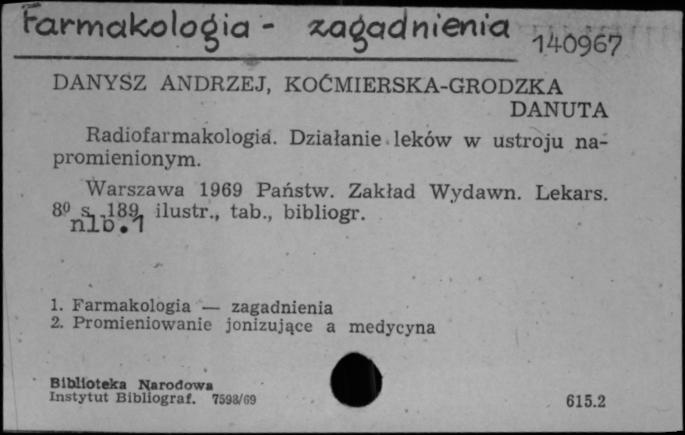 Farmakologia - zagadnienia
140967
DANYSZ ANDRZEJ, KOĆMIERSKA-GRODZKA
DANUTA
Radiofarmakologia. Działanie leków w ustroju na-
promienionym.
Warszawa 1969 Państw. Zakład Wydawn. Lekars.
8⁰ s. 189, ilustr., tab., bibliogr.
nlb.1
1. Farmakologia — zagadnienia
2. Promieniowanie jonizujące a medycyna
Biblioteka Narodowa
Instytut Bibliograf. 7598/69
615.2